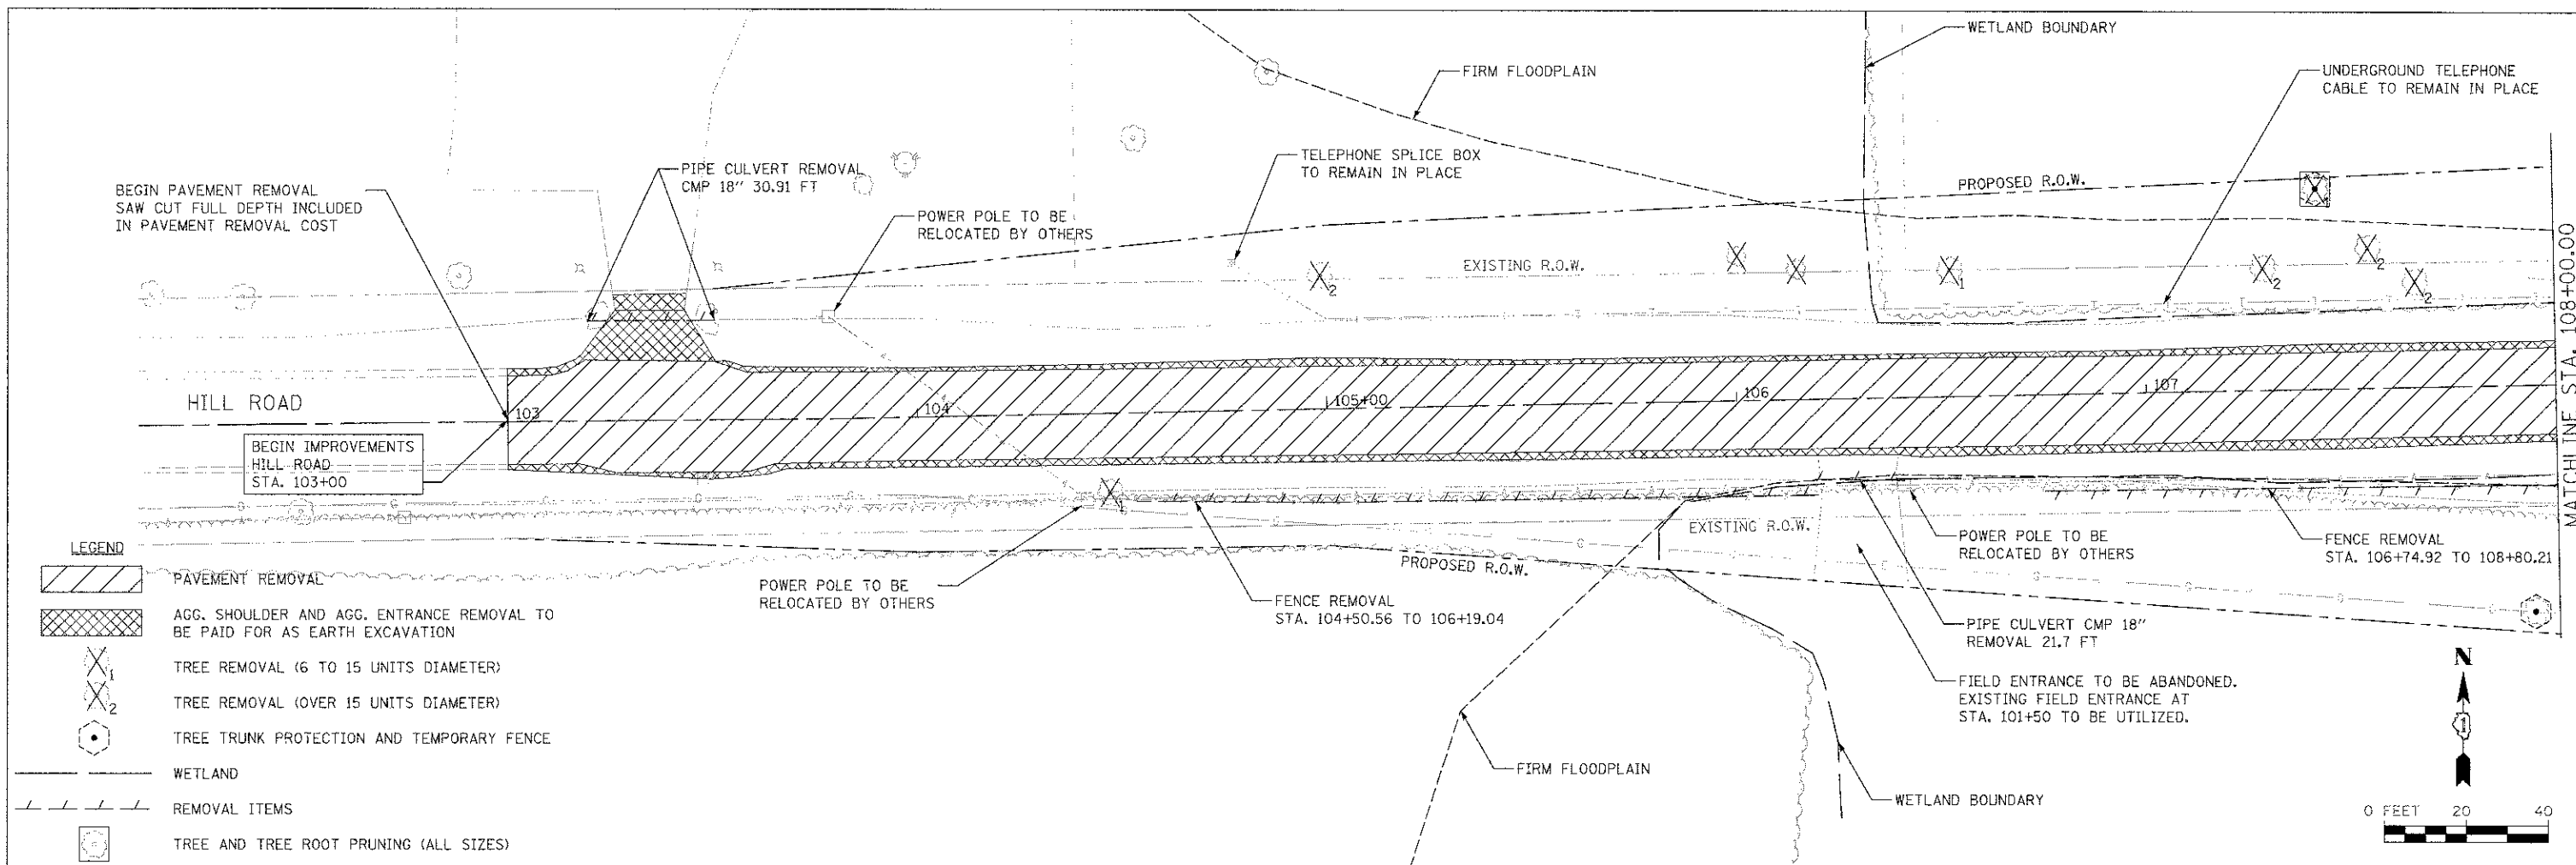 WETLAND BOUNDARY
FIRM FLOODPLAIN
UNDERGROUND TELEPHONE
CABLE TO REMAIN IN PLACE
TELEPHONE SPLICE BOX
TO REMAIN IN PLACE
PIPE CULVERT REMOVAL
CMP 18" 30.91 FT
BEGIN PAVEMENT REMOVAL
SAW CUT FULL DEPTH INCLUDED
IN PAVEMENT REMOVAL COST
POWER POLE TO BE
RELOCATED BY OTHERS
PROPOSED R.O.W.
EXISTING R.O.W.
2
1
2
2
2
MATCHLINE STA. 108+00.00
HILL ROAD
103
104
105+00
106
107
BEGIN IMPROVEMENTS
HILL ROAD
STA. 103+00
1
EXISTING R.O.W.
PROPOSED R.O.W.
POWER POLE TO BE
RELOCATED BY OTHERS
FENCE REMOVAL
STA. 104+50.56 TO 106+19.04
POWER POLE TO BE
RELOCATED BY OTHERS
FENCE REMOVAL
STA. 106+74.92 TO 108+80.21
PIPE CULVERT CMP 18"
REMOVAL 21.7 FT
FIELD ENTRANCE TO BE ABANDONED.
EXISTING FIELD ENTRANCE AT
STA. 101+50 TO BE UTILIZED.
FIRM FLOODPLAIN
WETLAND BOUNDARY
LEGEND
PAVEMENT REMOVAL
AGG. SHOULDER AND AGG. ENTRANCE REMOVAL TO
BE PAID FOR AS EARTH EXCAVATION
1 TREE REMOVAL (6 TO 15 UNITS DIAMETER)
2 TREE REMOVAL (OVER 15 UNITS DIAMETER)
TREE TRUNK PROTECTION AND TEMPORARY FENCE
WETLAND
REMOVAL ITEMS
TREE AND TREE ROOT PRUNING (ALL SIZES)
N
1
0 FEET 20 40